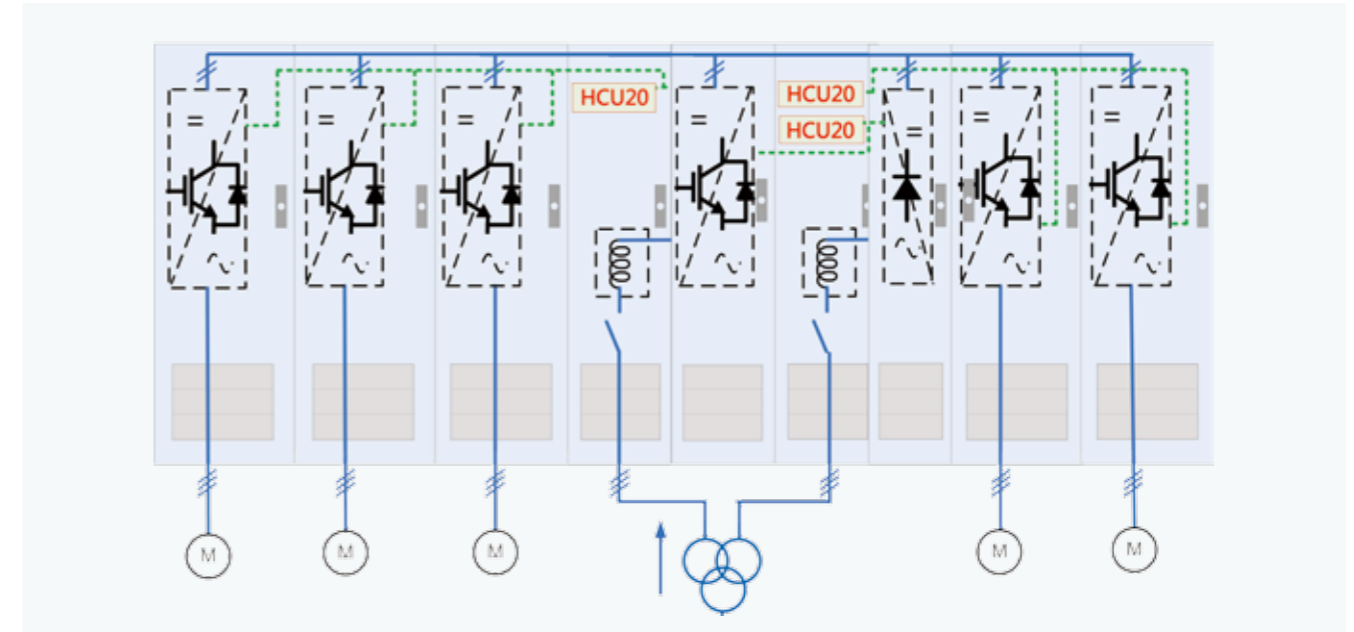 HCU20
HCU20
HCU20
=
=
=
=
=
=
=
~
~
~
~
~
~
~
M
M
M
M
M